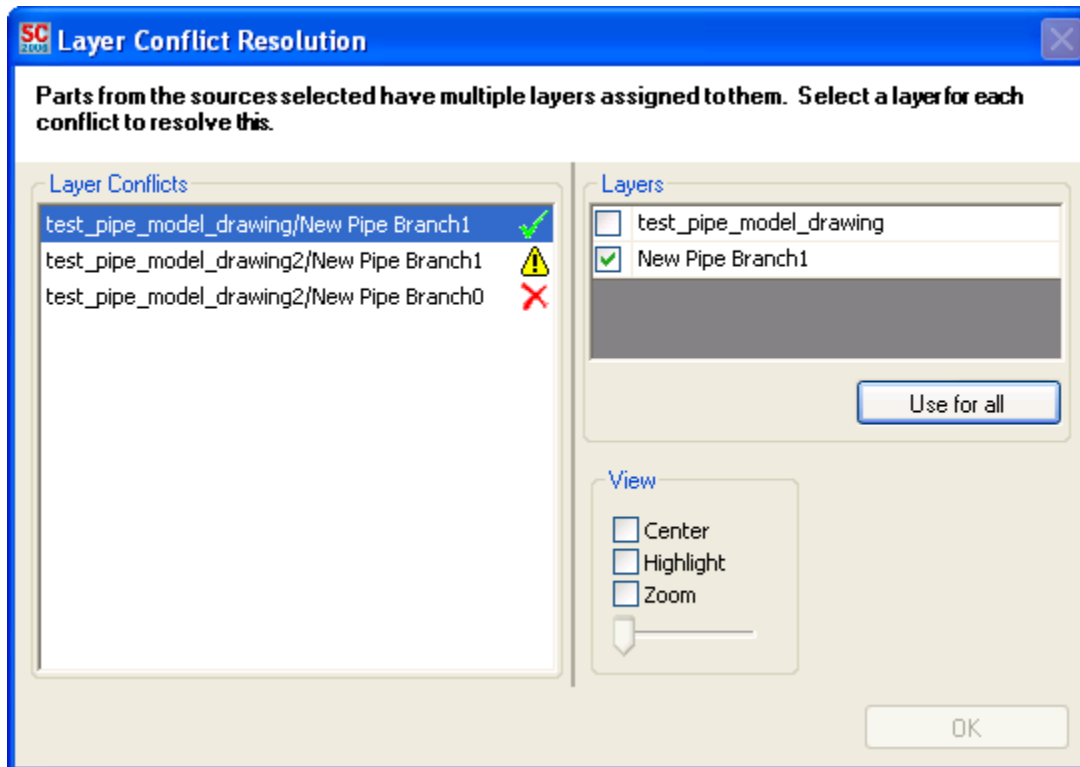 SC
2008
Layer Conflict Resolution
Parts from the sources selected have multiple layers assigned to them. Select a layer for each
conflict to resolve this.
Layer Conflicts
test_pipe_model_drawing/New Pipe Branch1
test_pipe_model_drawing2/New Pipe Branch1
test_pipe_model_drawing2/New Pipe Branch0
Layers
test_pipe_model_drawing
New Pipe Branch1
Use for all
View
Center
Highlight
Zoom
OK